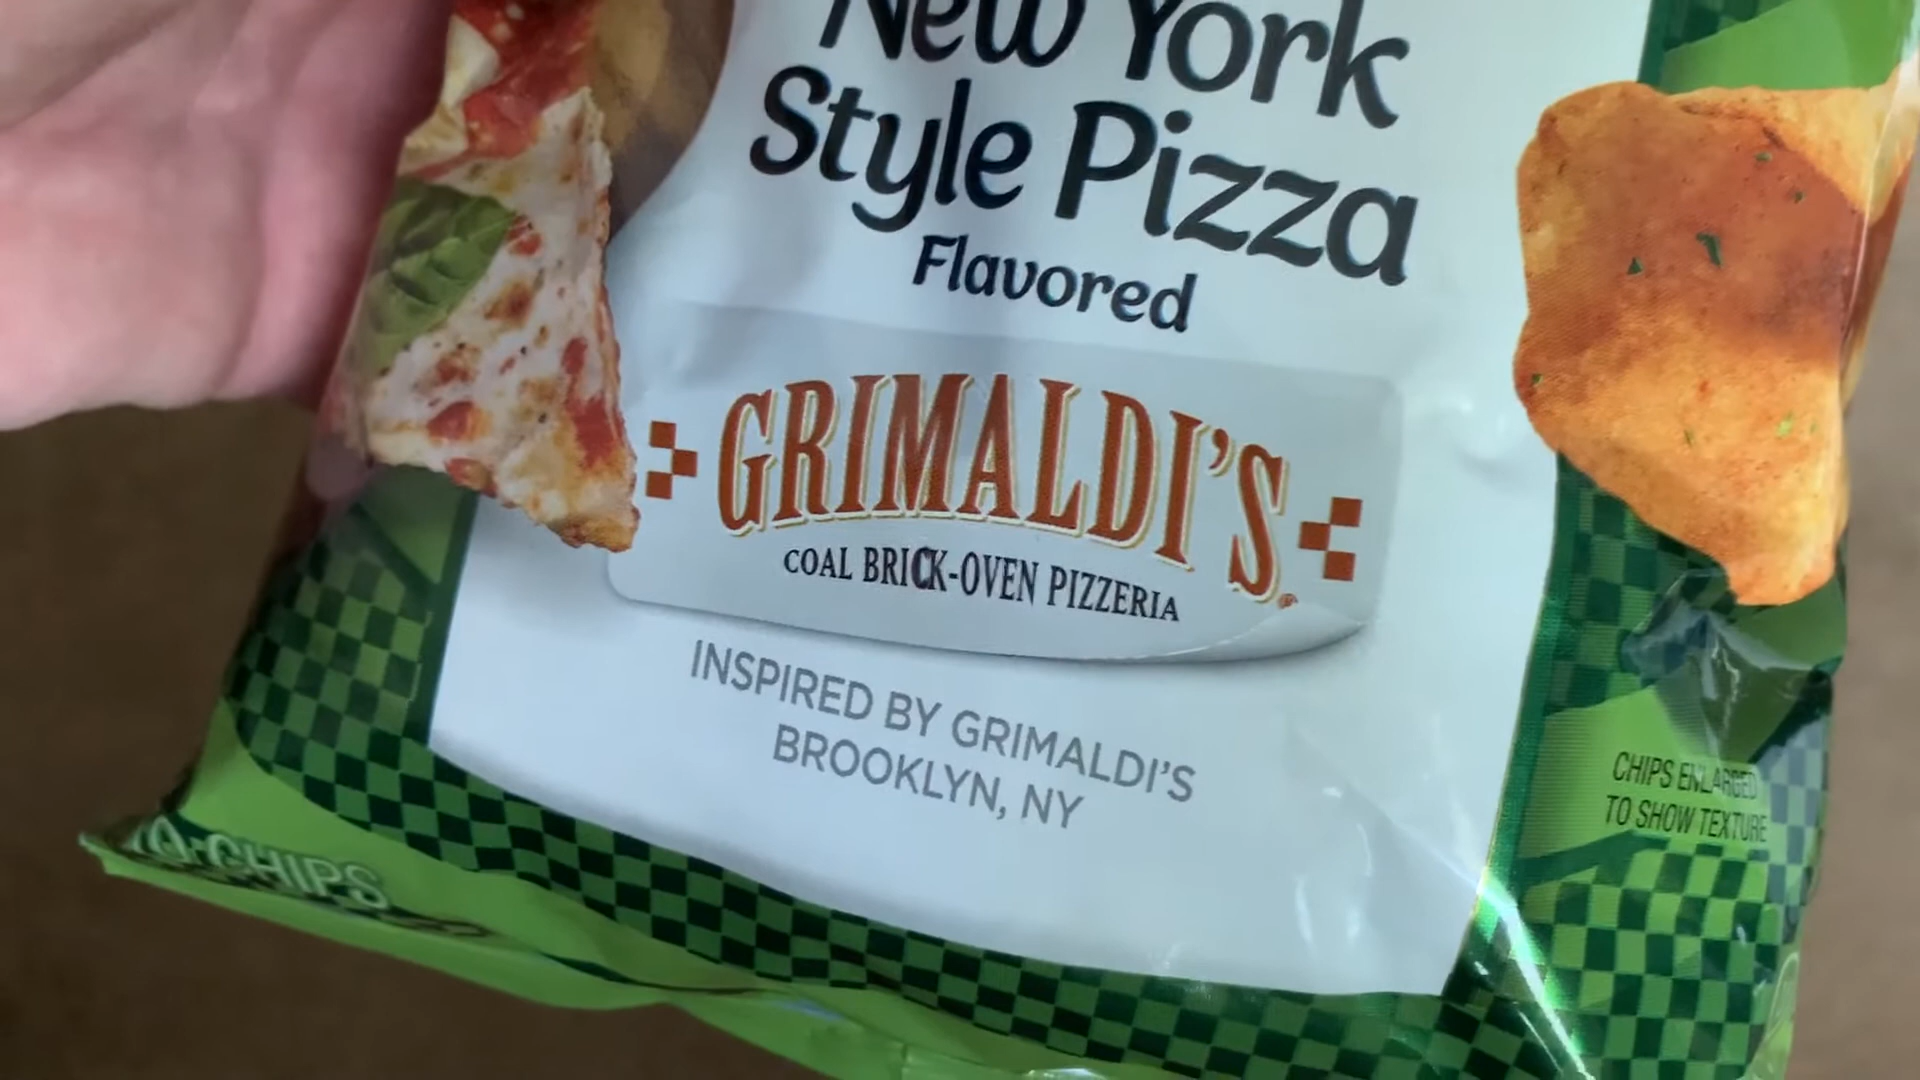 New York
Style Pizza
Flavored
GRIMALDI'S
COAL BRICK-OVEN PIZZERIA
INSPIRED BY GRIMALDI'S
BROOKLYN, NY
CHIPS ENLARGED
TO SHOW TEXTURE
CHIPS